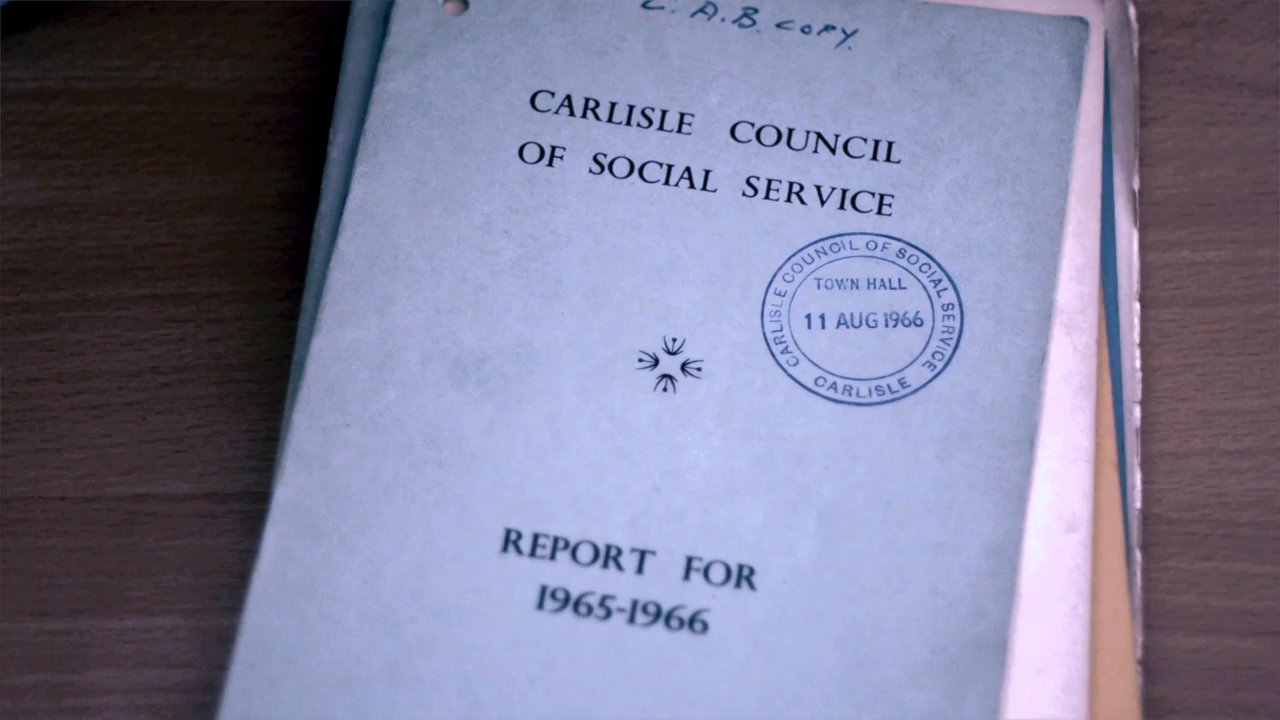 C. A. B. COPY.
CARLISLE COUNCIL
OF SOCIAL SERVICE
CARLISLE COUNCIL OF SOCIAL SERVICE
TOWN HALL
11 AUG 1966
CARLISLE
REPORT FOR
1965-1966